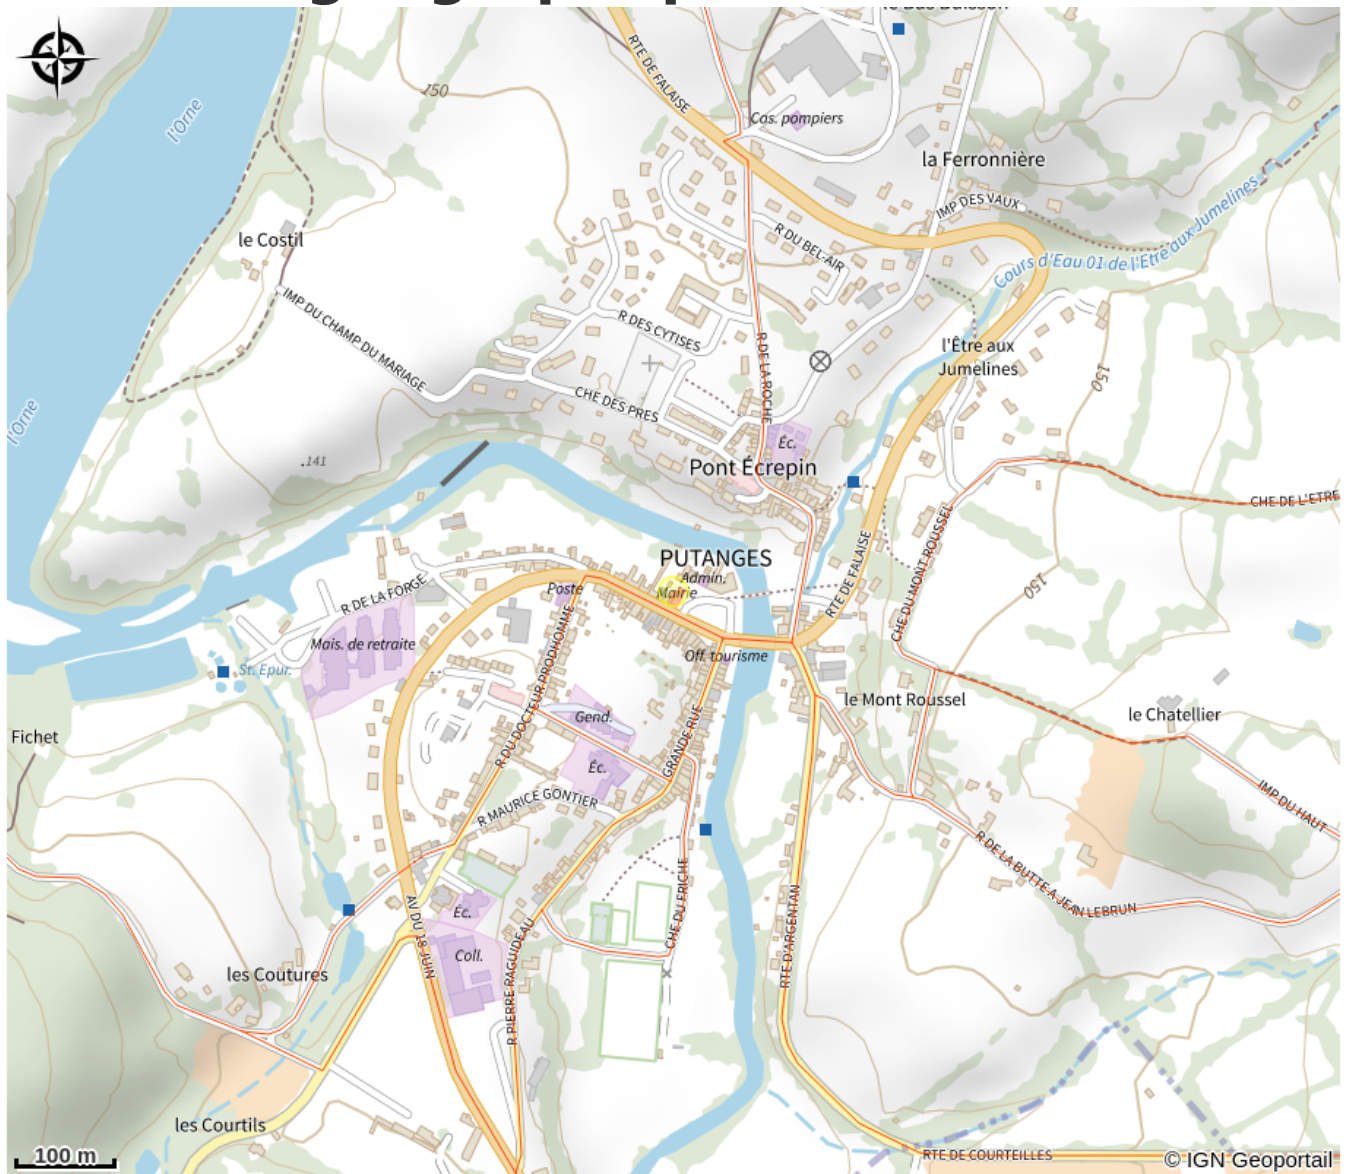 le Bas Buisson
RTE DE FALAISE
750
l'Orne
Cas. pompiers
la Ferronnière
IMP DES VAUX
le Costil
R DU BEL-AIR
Cours d'Eau 01 de l'Etre aux Jumelines
IMP DU CHAMP DU MARIAGE
R DES CYTISES
R DE LA ROCHE
l'Être aux
Jumelines
150
CHE DES PRES
l'Orne
Éc.
.141
Pont Écrepin
CHE DE L'ETRE
CHE DU MONT ROUSSEL
PUTANGES
Admin.
Mairie
Poste
R DE LA FORGE
RTE DE FALAISE
150
Mais. de retraite
Off. tourisme
St. Epur.
R DU DOCTEUR PRODHOMME
le Mont Roussel
le Chatellier
Gend.
GRANDE RUE
Fichet
Éc.
R MAURICE GONTIER
IMP DU HAUT
R DE LA BUTTE A JEAN LEBRUN
CHE DU FRICHE
RTE D'ARGENTAN
Éc.
AV DU 18 JUIN
Coll.
R PIERRE RAGUIDEAU
les Coutures
les Courtils
100 m
RTE DE COURTEILLES
© IGN Geoportail